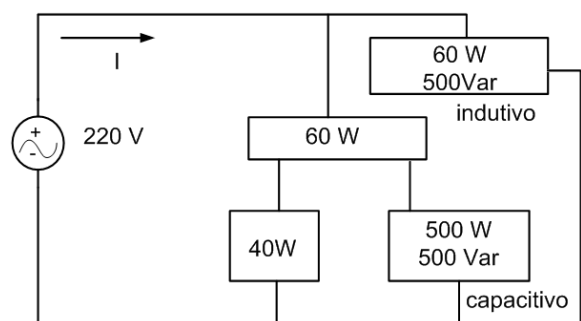 I
60 W
500Var
indutivo
+
-
220 V
60 W
40W
500 W
500 Var
capacitivo